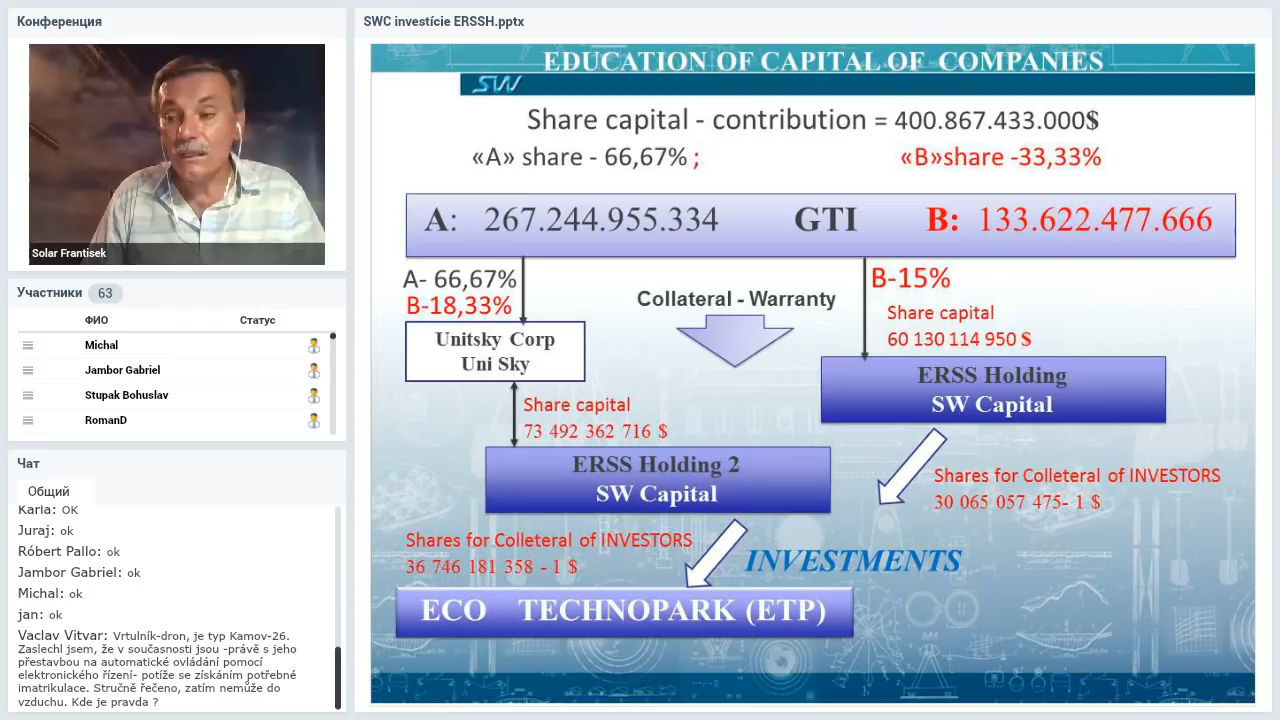 Конференция
Solar Frantisek
Участники 63
ФИО Статус
Michal
Jambor Gabriel
Stupak Bohuslav
RomanD
Чат
Общий
Karla: OK
Juraj: ok
Róbert Pallo: ok
Jambor Gabriel: ok
Michal: ok
jan: ok
Vaclav Vitvar: Vrtulník-dron, je typ Kamov-26.
Zaslechl jsem, že v současnosti jsou -právě s jeho
přestavbou na automatické ovládání pomocí
elektronického řízení- potíže se získáním potřebné
imatrikulace. Stručně řečeno, zatím nemůže do
vzduchu. Kde je pravda ?
SWC investície ERSSH.pptx
EDUCATION OF CAPITAL OF COMPANIES
SW
Share capital - contribution = 400.867.433.000$
«A» share - 66,67% ; «B»share -33,33%
A: 267.244.955.334 GTI B: 133.622.477.666
A- 66,67%
B-18,33%
Collateral - Warranty
B-15%
Share capital
60 130 114 950 $
Unitsky Corp
Uni Sky
ERSS Holding
SW Capital
Share capital
73 492 362 716 $
ERSS Holding 2
SW Capital
Shares for Colleteral of INVESTORS
30 065 057 475- 1 $
Shares for Colleteral of INVESTORS
36 746 181 358 - 1 $
INVESTMENTS
ECO TECHNOPARK (ETP)